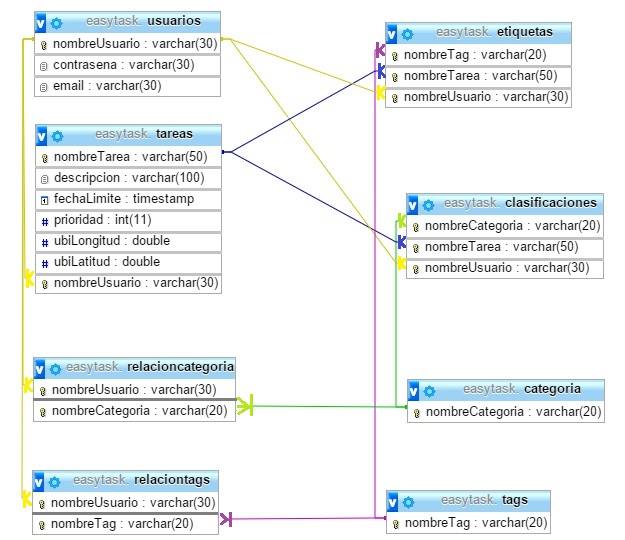 easytask. usuarios
nombreUsuario : varchar(30)
contrasena : varchar(30)
email : varchar(30)
easytask. etiquetas
nombreTag : varchar(20)
nombreTarea : varchar(50)
nombreUsuario : varchar(30)
easytask. tareas
nombreTarea : varchar(50)
descripcion : varchar(100)
fechaLimite : timestamp
prioridad : int(11)
ubiLongitud : double
ubiLatitud : double
nombreUsuario : varchar(30)
easytask. clasificaciones
nombreCategoria : varchar(20)
nombreTarea : varchar(50)
nombreUsuario : varchar(30)
easytask. relacioncategoria
nombreUsuario : varchar(30)
nombreCategoria : varchar(20)
easytask. categoria
nombreCategoria : varchar(20)
easytask. relaciontags
nombreUsuario : varchar(30)
nombreTag : varchar(20)
easytask. tags
nombreTag : varchar(20)